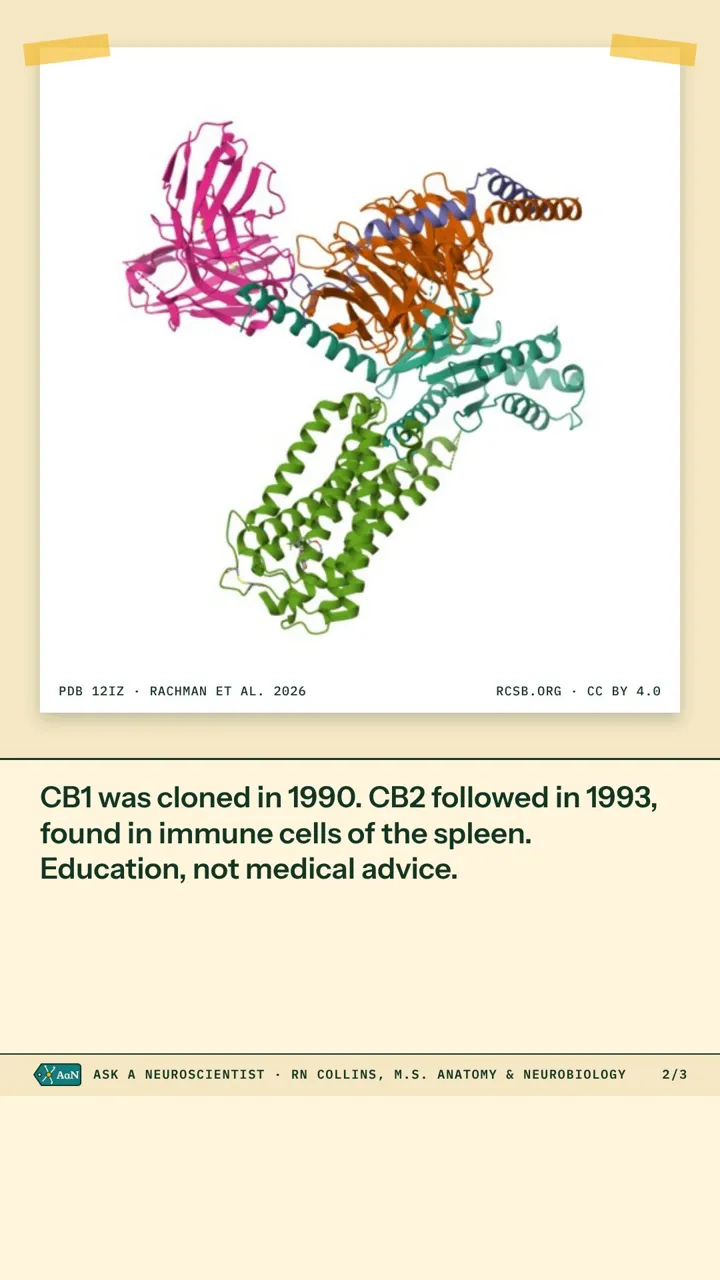 PDB 12IZ · RACHMAN ET AL. 2026
RCSB.ORG · CC BY 4.0
CB1 was cloned in 1990. CB2 followed in 1993,
found in immune cells of the spleen.
Education, not medical advice.
AaN
ASK A NEUROSCIENTIST · RN COLLINS, M.S. ANATOMY & NEUROBIOLOGY
2/3